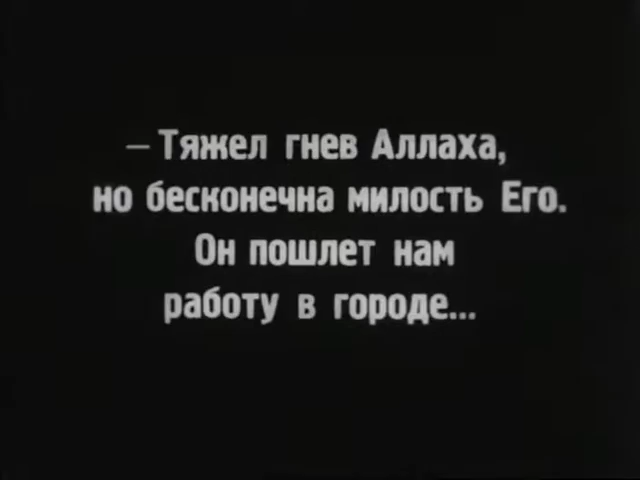 – Тяжел гнев Аллаха,
но бесконечна милость Его.
Он пошлет нам
работу в городе...